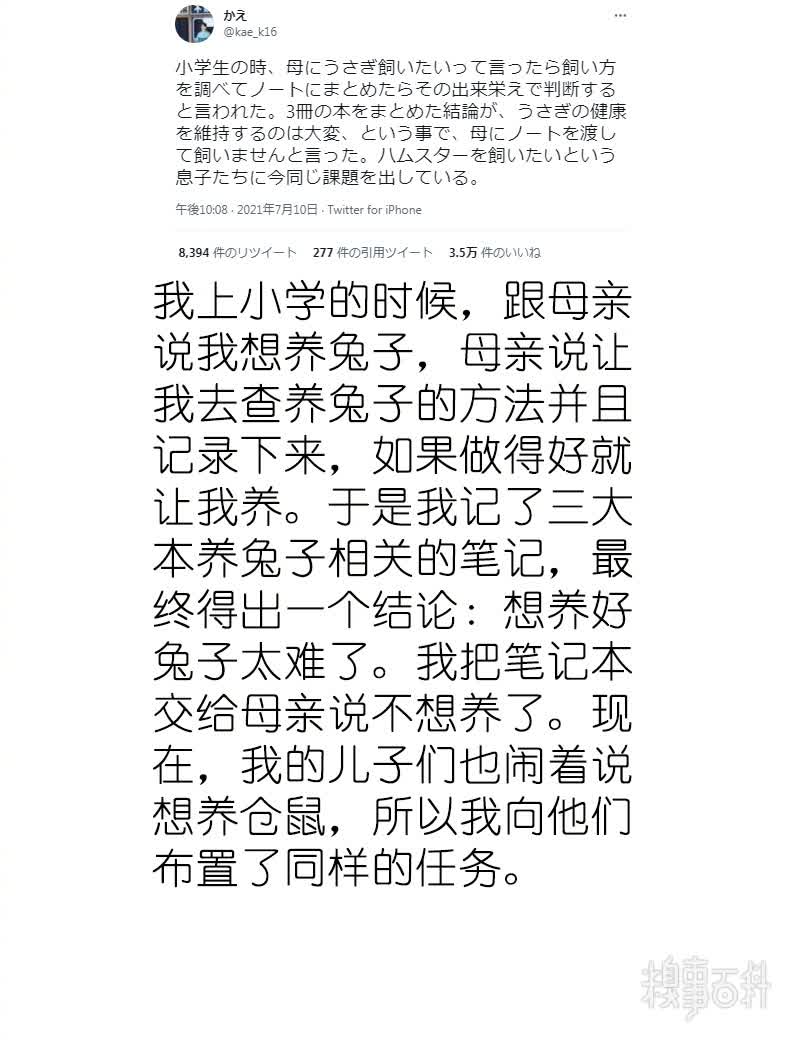 かえ
@kae_k16
小学生の時、母にうさぎ飼いたいって言ったら飼い方
を調べてノートにまとめたらその出来栄えで判断する
と言われた。3冊の本をまとめた結論が、うさぎの健康
を維持するのは大変、という事で、母にノートを渡し
て飼いませんと言った。ハムスターを飼いたいという
息子たちに今同じ課題を出している。
午後10:08 · 2021年7月10日 · Twitter for iPhone
8,394 件のリツイート 277 件の引用ツイート 3.5万 件のいいね
我上小学的时候，跟母亲
说我想养兔子，母亲说让
我去查养兔子的方法并且
记录下来，如果做得好就
让我养。于是我记了三大
本养兔子相关的笔记，最
终得出一个结论：想养好
兔子太难了。我把笔记本
交给母亲说不想养了。现
在，我的儿子们也闹着说
想养仓鼠，所以我向他们
布置了同样的任务。
糗事百科